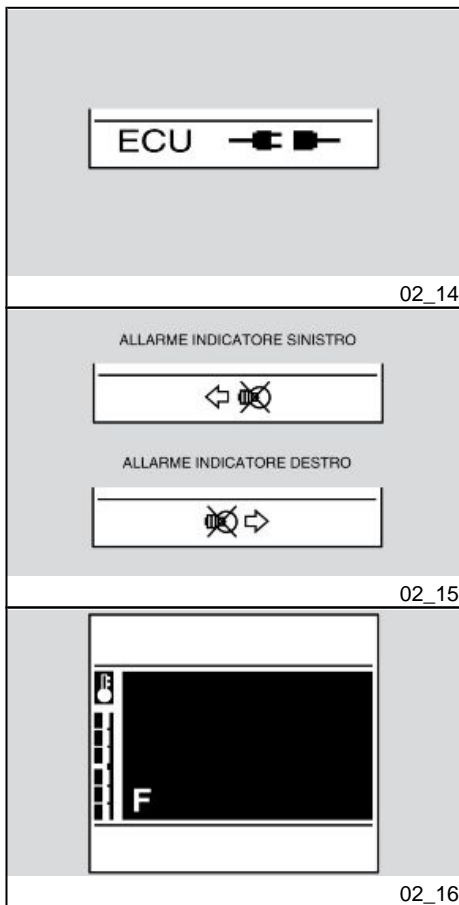 ECU
02_14
ALLARME INDICATORE SINISTRO
ALLARME INDICATORE DESTRO
02_15
F
02_16